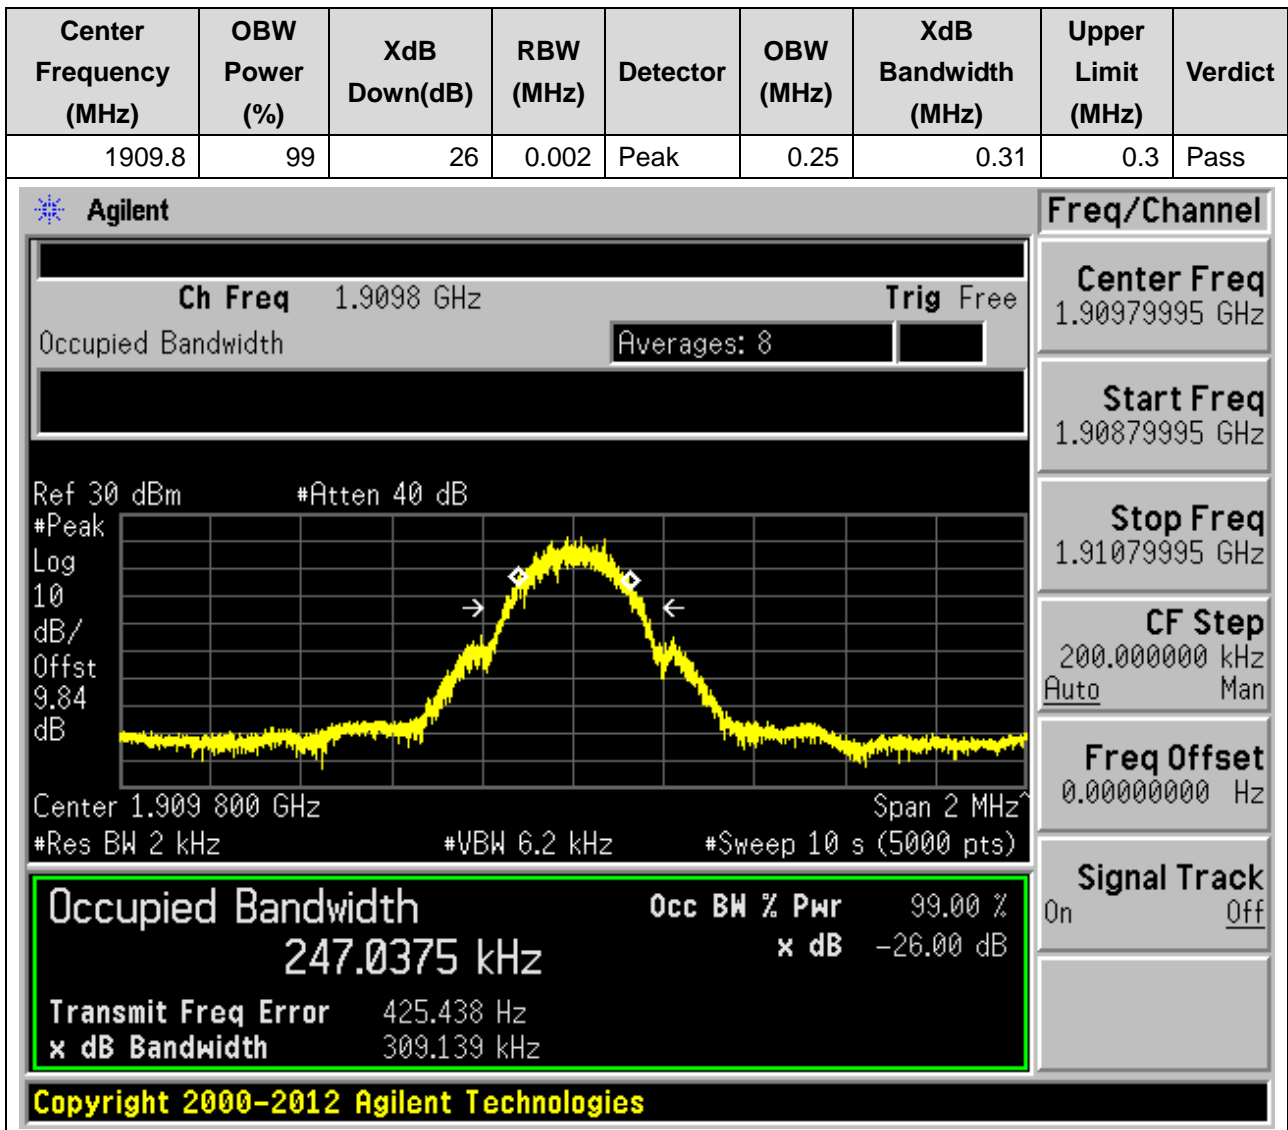 Center Frequency (MHz) OBW Power (%) XdB Down(dB) RBW (MHz) Detector OBW (MHz) XdB Bandwidth (MHz) Upper Limit (MHz) Verdict
1909.8 99 26 0.002 Peak 0.25 0.31 0.3 Pass
Agilent
Freq/Channel
Ch Freq 1.9098 GHz Trig Free
Occupied Bandwidth Averages: 8
Center Freq
1.90979995 GHz
Start Freq
1.90879995 GHz
Stop Freq
1.91079995 GHz
CF Step
200.000000 kHz
Auto Man
Freq Offset
0.00000000 Hz
Signal Track
On Off
Ref 30 dBm #Atten 40 dB
#Peak
Log
10
dB/
Offst
9.84
dB
Center 1.909 800 GHz Span 2 MHz^
#Res BW 2 kHz #VBW 6.2 kHz #Sweep 10 s (5000 pts)
Occupied Bandwidth Occ BW % Pwr 99.00 %
247.0375 kHz x dB -26.00 dB
Transmit Freq Error 425.438 Hz
x dB Bandwidth 309.139 kHz
Copyright 2000-2012 Agilent Technologies